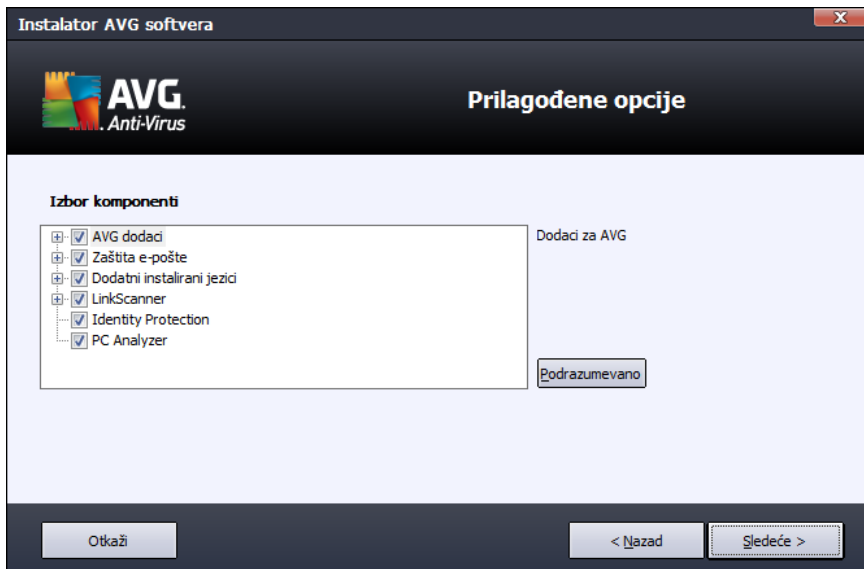 Instalator AVG softvera
AVG.
Anti-Virus
Prilagođene opcije
Izbor komponenti
AVG dodaci
Zaštita e-pošte
Dodatni instalirani jezici
LinkScanner
Identity Protection
PC Analyzer
Dodaci za AVG
Podrazumevano
Otkaži
< Nazad
Sledeće >